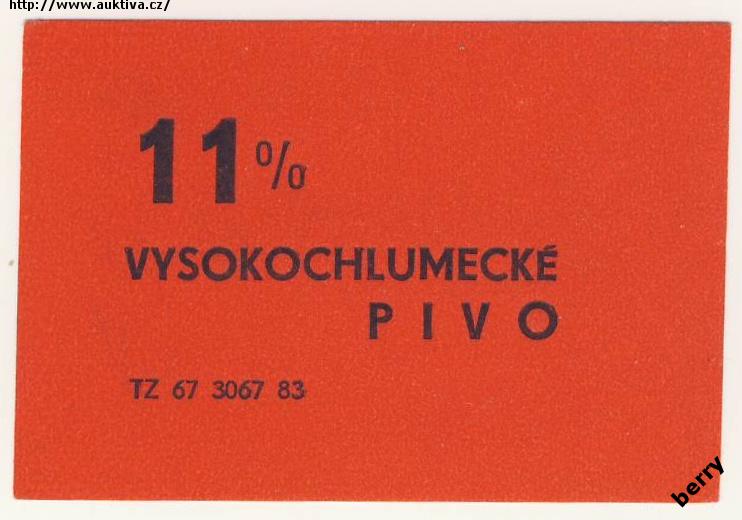 http://www.auktiva.cz/
11%
VYSOKOCHLUMECKÉ
PIVO
TZ 67 3067 83
berry